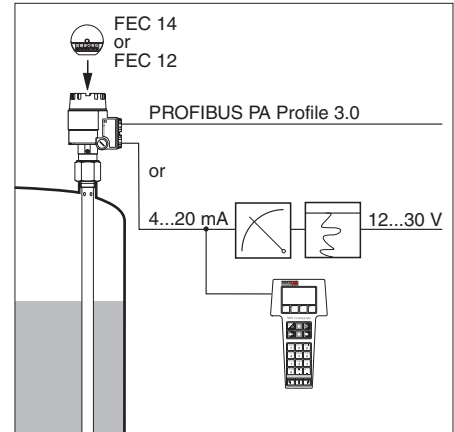 FEC 14
or
FEC 12
PROFIBUS PA Profile 3.0
or
4...20 mA
12...30 V